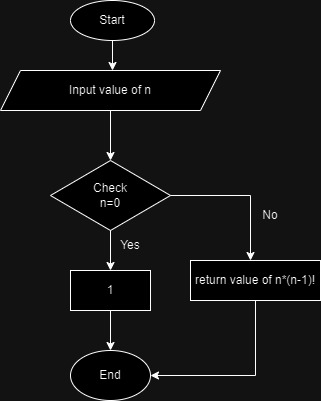 Start
Input value of n
Check
n=0
No
Yes
1
return value of n*(n-1)!
End